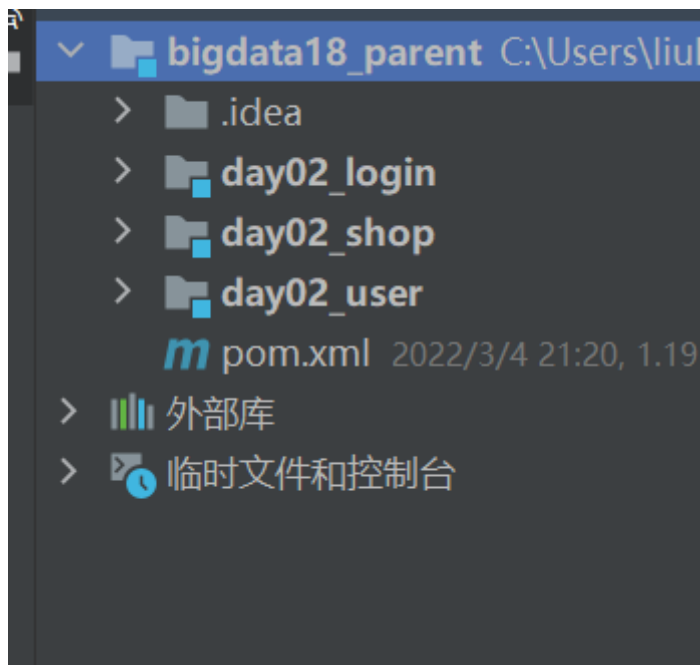 bigdata18_parent C:\Users\liul
.idea
day02_login
day02_shop
day02_user
pom.xml 2022/3/4 21:20, 1.19
外部库
临时文件和控制台